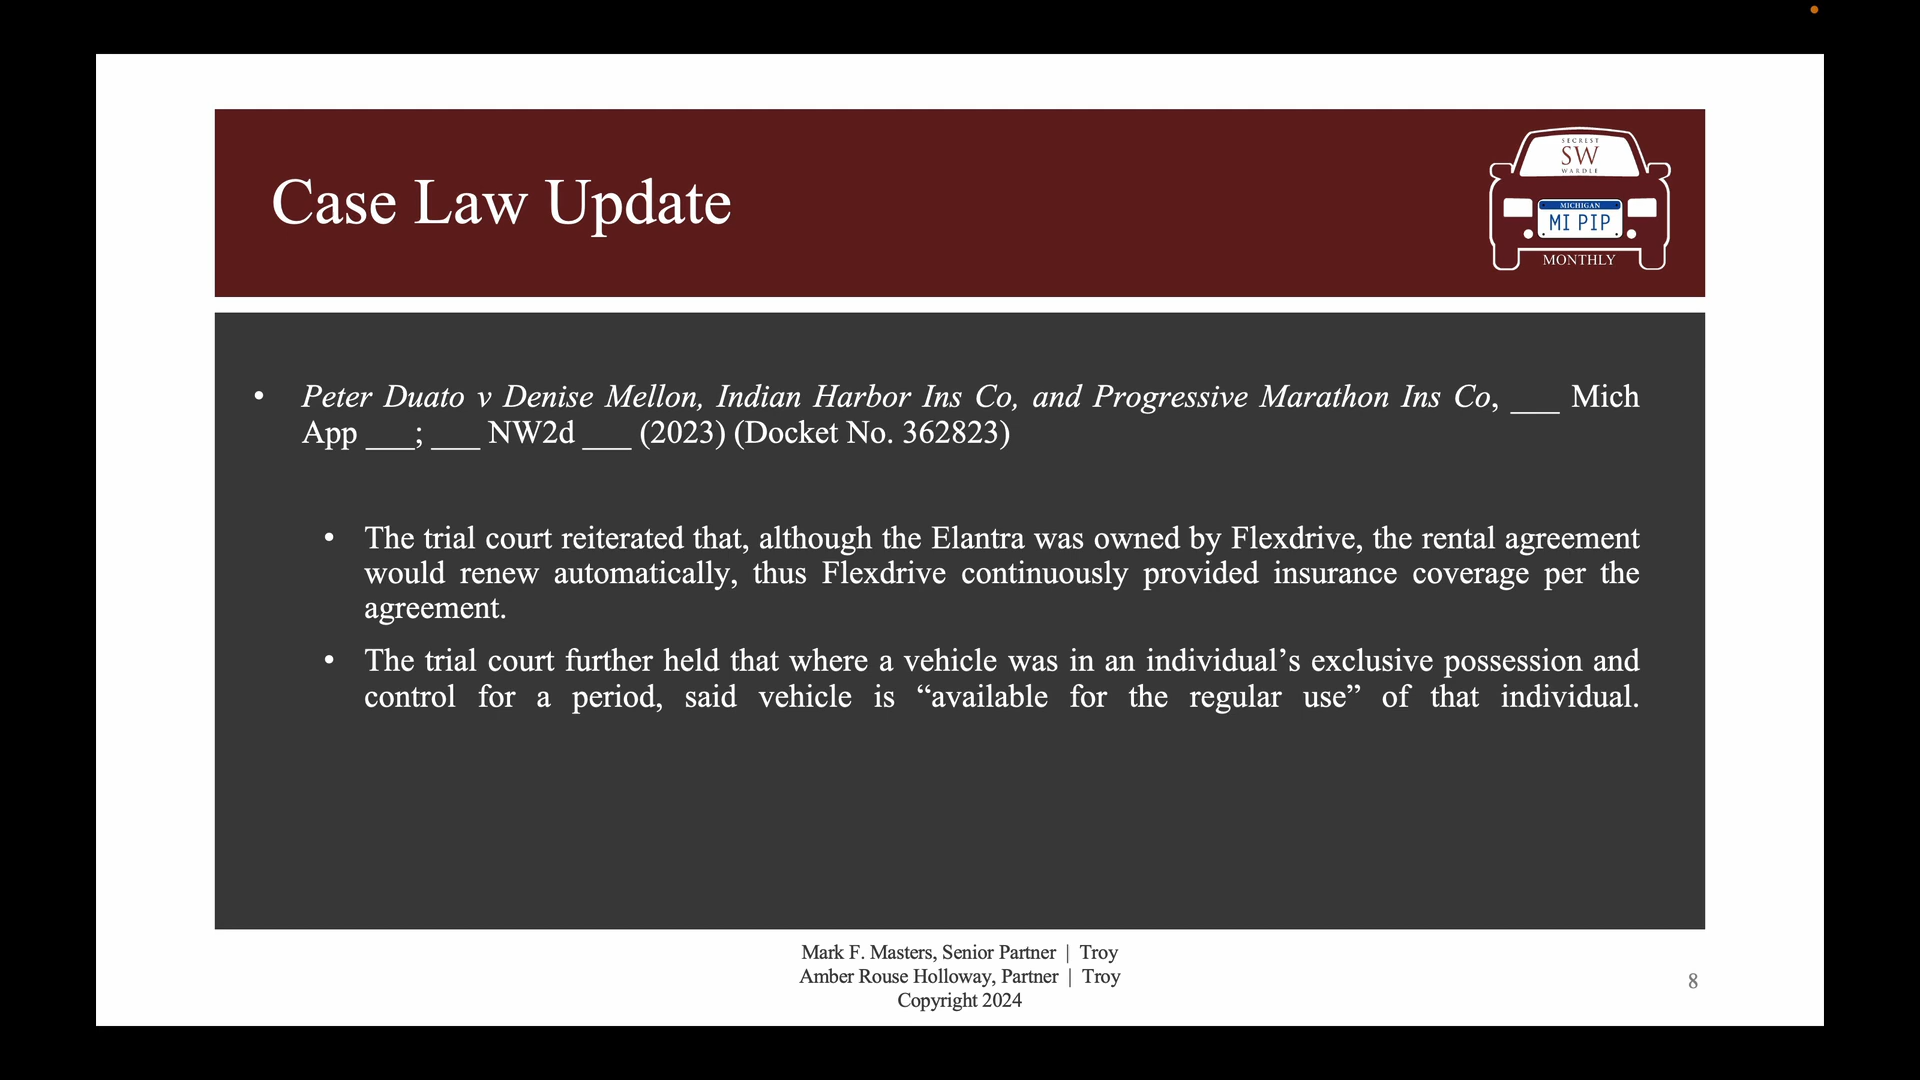 Case Law Update
SECREST
SW
WARDLE
MICHIGAN
MI PIP
MONTHLY
• Peter Duato v Denise Mellon, Indian Harbor Ins Co, and Progressive Marathon Ins Co, ___ Mich
App ___; ___ NW2d ___ (2023) (Docket No. 362823)
• The trial court reiterated that, although the Elantra was owned by Flexdrive, the rental agreement
would renew automatically, thus Flexdrive continuously provided insurance coverage per the
agreement.
• The trial court further held that where a vehicle was in an individual’s exclusive possession and
control for a period, said vehicle is “available for the regular use” of that individual.
Mark F. Masters, Senior Partner | Troy
Amber Rouse Holloway, Partner | Troy
Copyright 2024
8